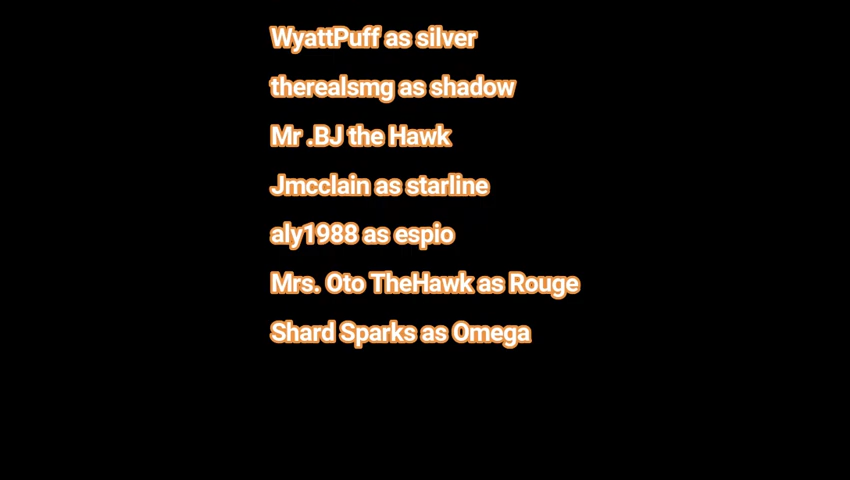 WyattPuff as silver
therealsmg as shadow
Mr .BJ the Hawk
Jmcclain as starline
aly1988 as espio
Mrs. Oto TheHawk as Rouge
Shard Sparks as Omega